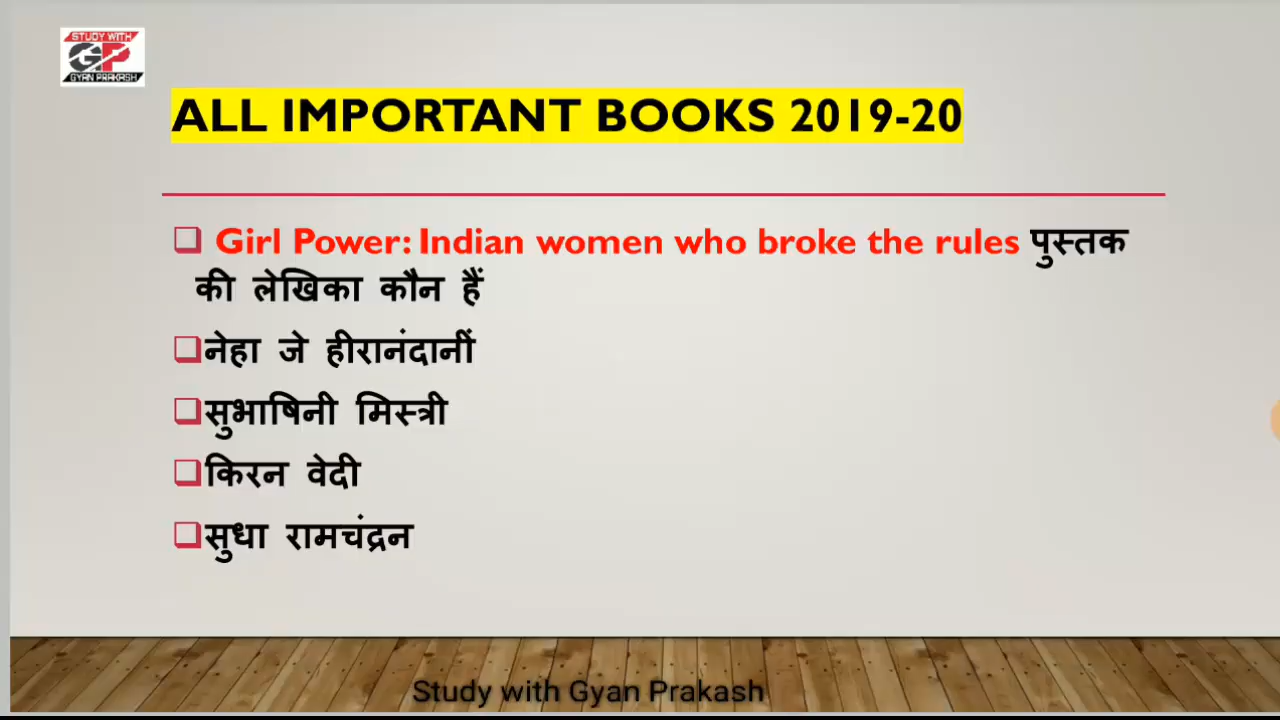 STUDY WITH
GP
GYAN PRAKASH
ALL IMPORTANT BOOKS 2019-20
Girl Power: Indian women who broke the rules पुस्तक
की लेखिका कौन हैं
नेहा जे हीरानंदानीं
सुभाषिनी मिस्त्री
किरन वेदी
सुधा रामचंद्रन
Study with Gyan Prakash